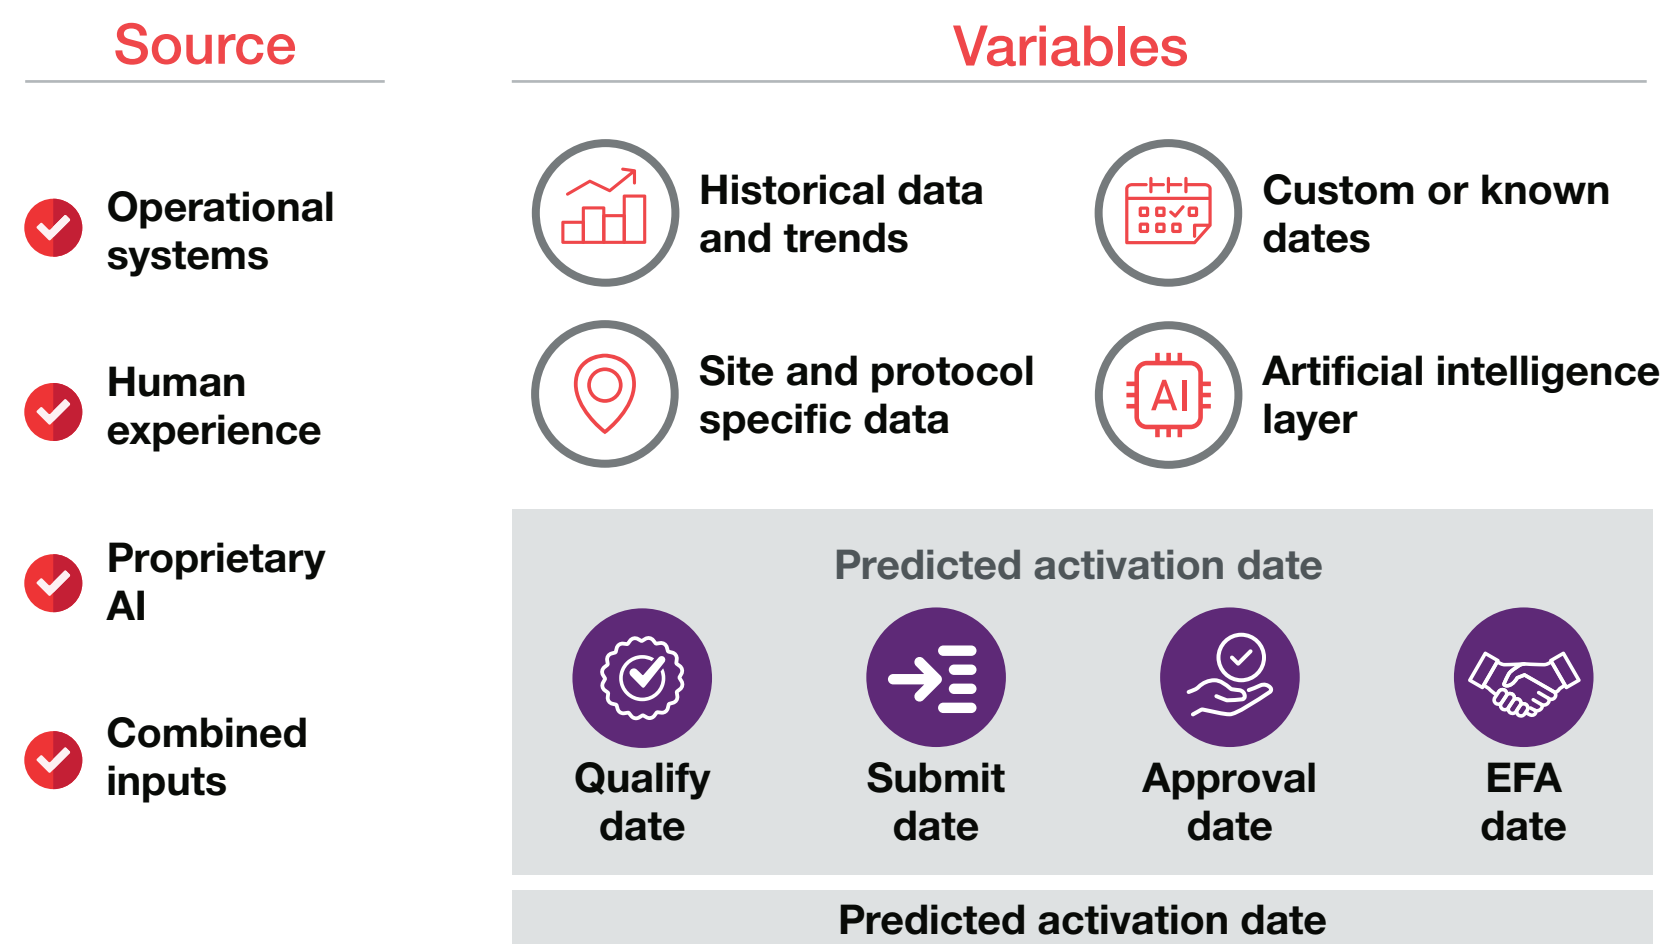 Source
Operational
systems
Human
experience
Proprietary
AI
Combined
inputs
Variables
Historical data
and trends
Custom or known
dates
Site and protocol
specific data
AI
Artificial intelligence
layer
Predicted activation date
Qualify
date
Submit
date
Approval
date
EFA
date
Predicted activation date